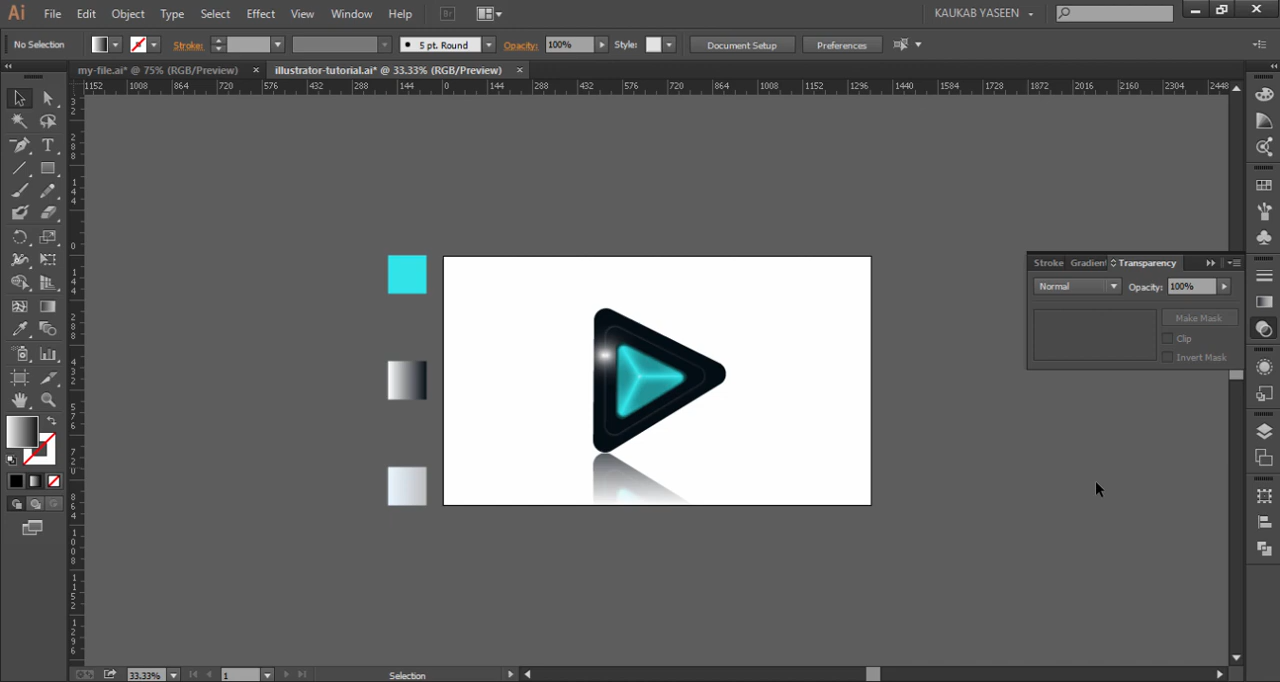 Ai File Edit Object Type Select Effect View Window Help Br KAUKAB YASEEN
No Selection Stroke: 5 pt. Round Opacity: 100% Style: Document Setup Preferences
my-file.ai* @ 75% (RGB/Preview) × illustrator-tutorial.ai* @ 33.33% (RGB/Preview) ×
1152 1008 864 720 576 432 288 144 0 144 288 432 576 720 864 1008 1152 1296 1440 1584 1728 1872 2016 2160 2304 2448
Stroke Gradient Transparency
Normal Opacity: 100%
Make Mask
Clip
Invert Mask
33.33% 1 Selection